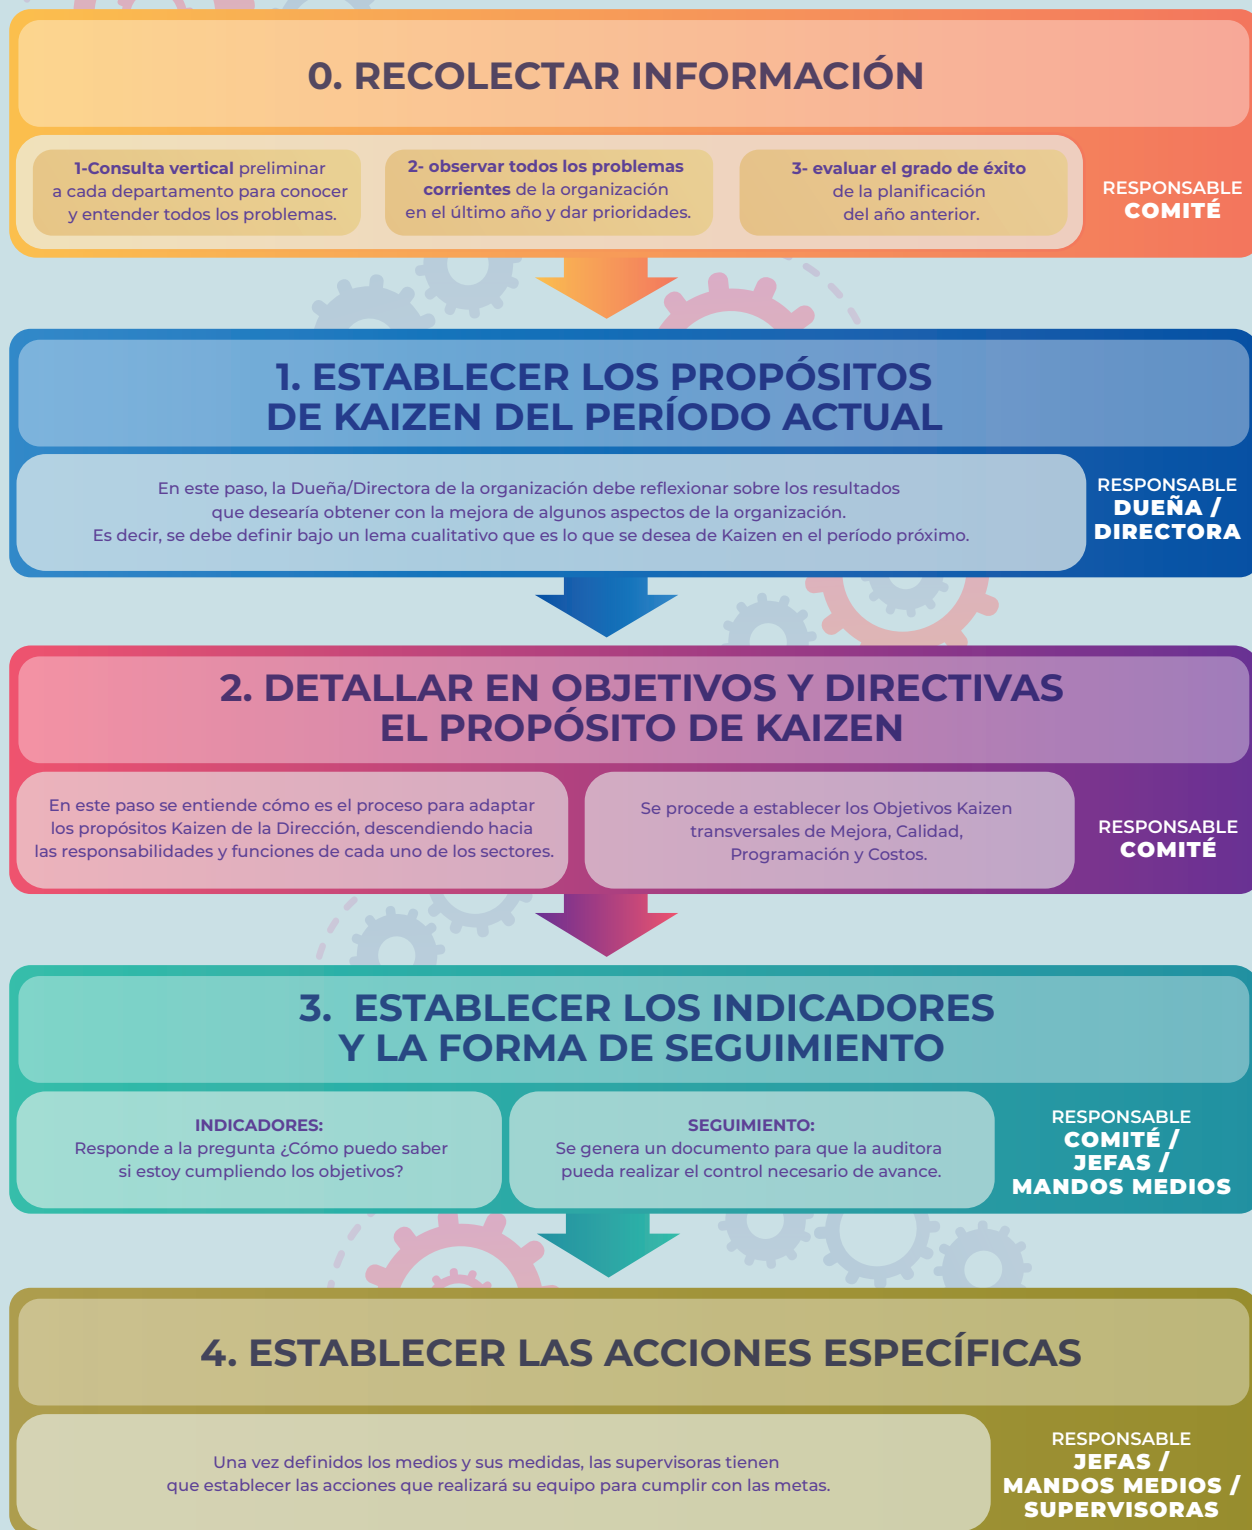 0. RECOLECTAR INFORMACIÓN
1-Consulta vertical preliminar
a cada departamento para conocer
y entender todos los problemas.
2- observar todos los problemas
corrientes de la organización
en el último año y dar prioridades.
3- evaluar el grado de éxito
de la planificación
del año anterior.
RESPONSABLE
COMITÉ
1. ESTABLECER LOS PROPÓSITOS
DE KAIZEN DEL PERÍODO ACTUAL
En este paso, la Dueña/Directora de la organización debe reflexionar sobre los resultados
que desearía obtener con la mejora de algunos aspectos de la organización.
Es decir, se debe definir bajo un lema cualitativo que es lo que se desea de Kaizen en el período próximo.
RESPONSABLE
DUEÑA /
DIRECTORA
2. DETALLAR EN OBJETIVOS Y DIRECTIVAS
EL PROPÓSITO DE KAIZEN
En este paso se entiende cómo es el proceso para adaptar
los propósitos Kaizen de la Dirección, descendiendo hacia
las responsabilidades y funciones de cada uno de los sectores.
Se procede a establecer los Objetivos Kaizen
transversales de Mejora, Calidad,
Programación y Costos.
RESPONSABLE
COMITÉ
3. ESTABLECER LOS INDICADORES
Y LA FORMA DE SEGUIMIENTO
INDICADORES:
Responde a la pregunta ¿Cómo puedo saber
si estoy cumpliendo los objetivos?
SEGUIMIENTO:
Se genera un documento para que la auditora
pueda realizar el control necesario de avance.
RESPONSABLE
COMITÉ /
JEFAS /
MANDOS MEDIOS
4. ESTABLECER LAS ACCIONES ESPECÍFICAS
Una vez definidos los medios y sus medidas, las supervisoras tienen
que establecer las acciones que realizará su equipo para cumplir con las metas.
RESPONSABLE
JEFAS /
MANDOS MEDIOS /
SUPERVISORAS